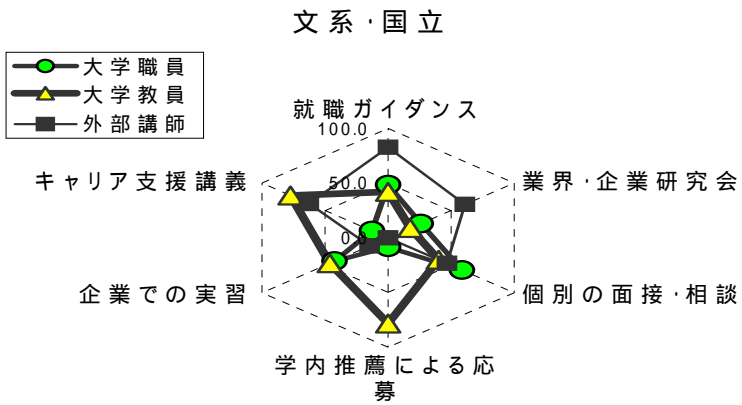 文系・国立
大学職員
大学教員
外部講師
就職ガイダンス
100.0
キャリア支援講義
50.0
業界・企業研究会
0.0
企業での実習
個別の面接・相談
学内推薦による応
募